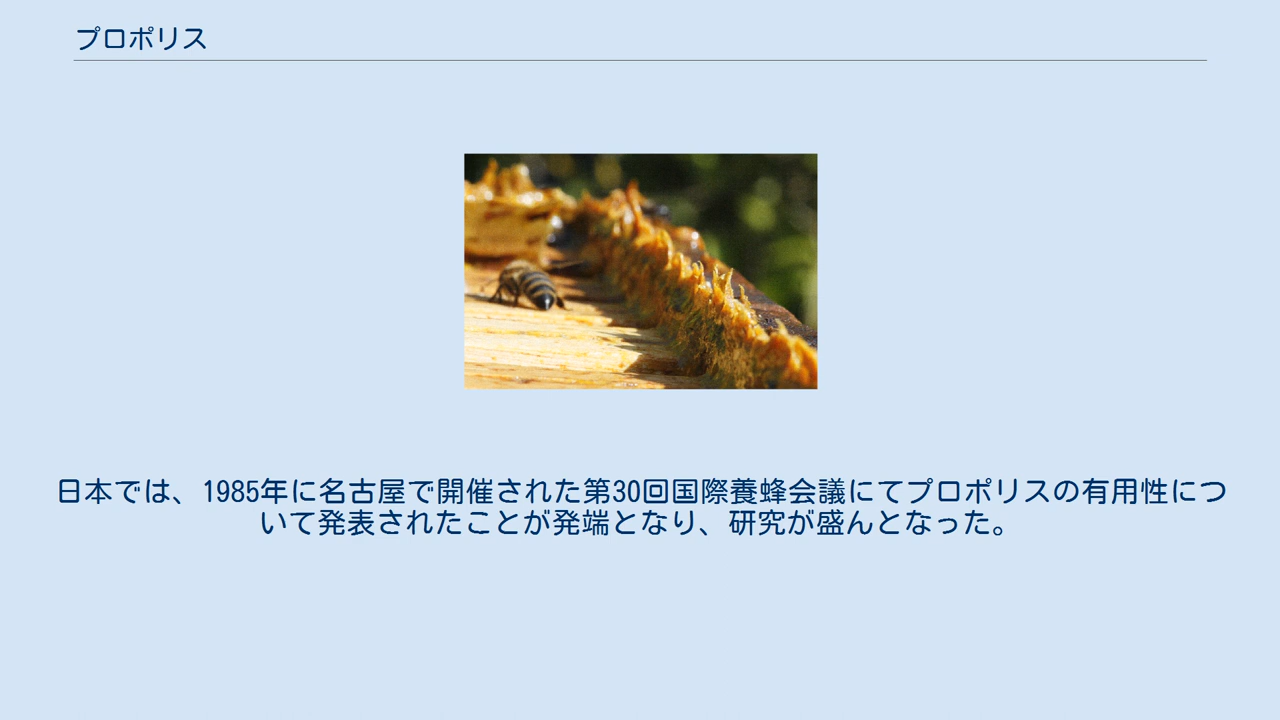 プロポリス
日本では、1985年に名古屋で開催された第30回国際養蜂会議にてプロポリスの有用性につ
いて発表されたことが発端となり、研究が盛んとなった。